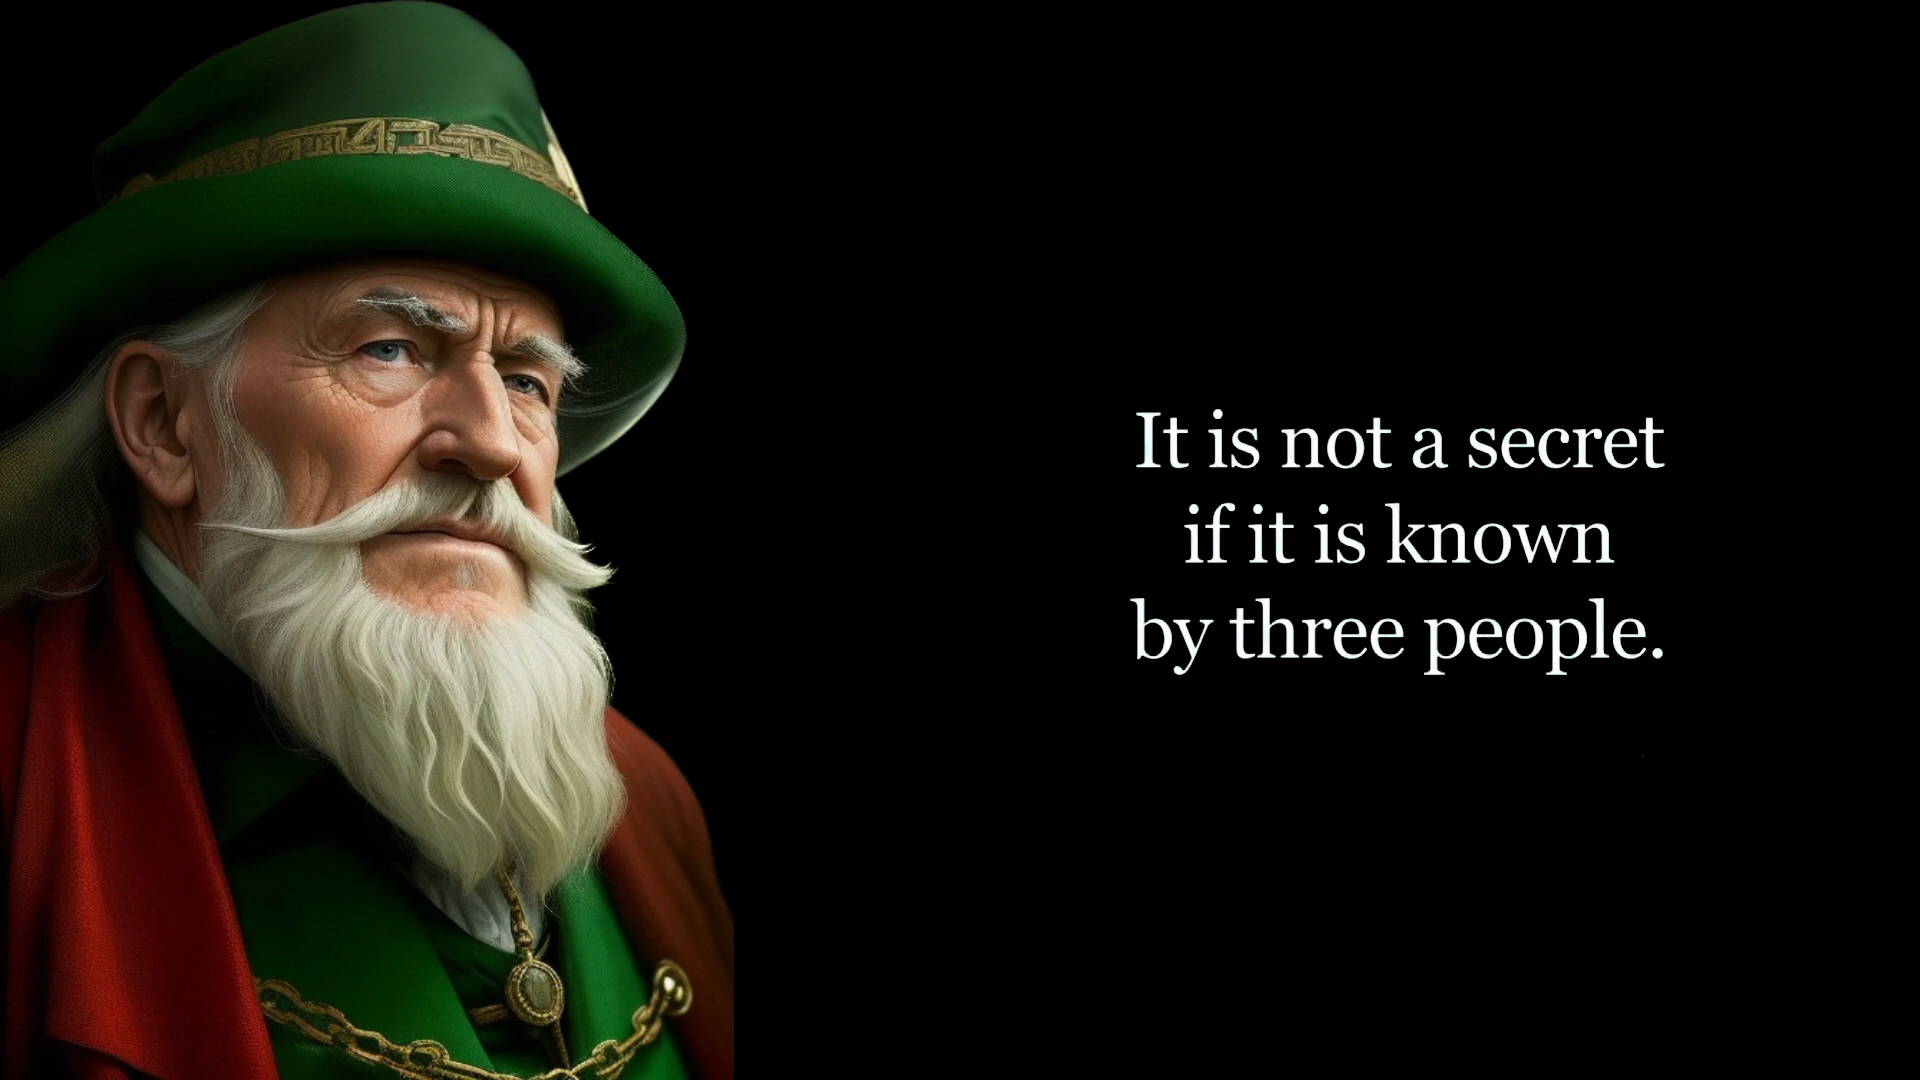 It is not a secret
if it is known
by three people.